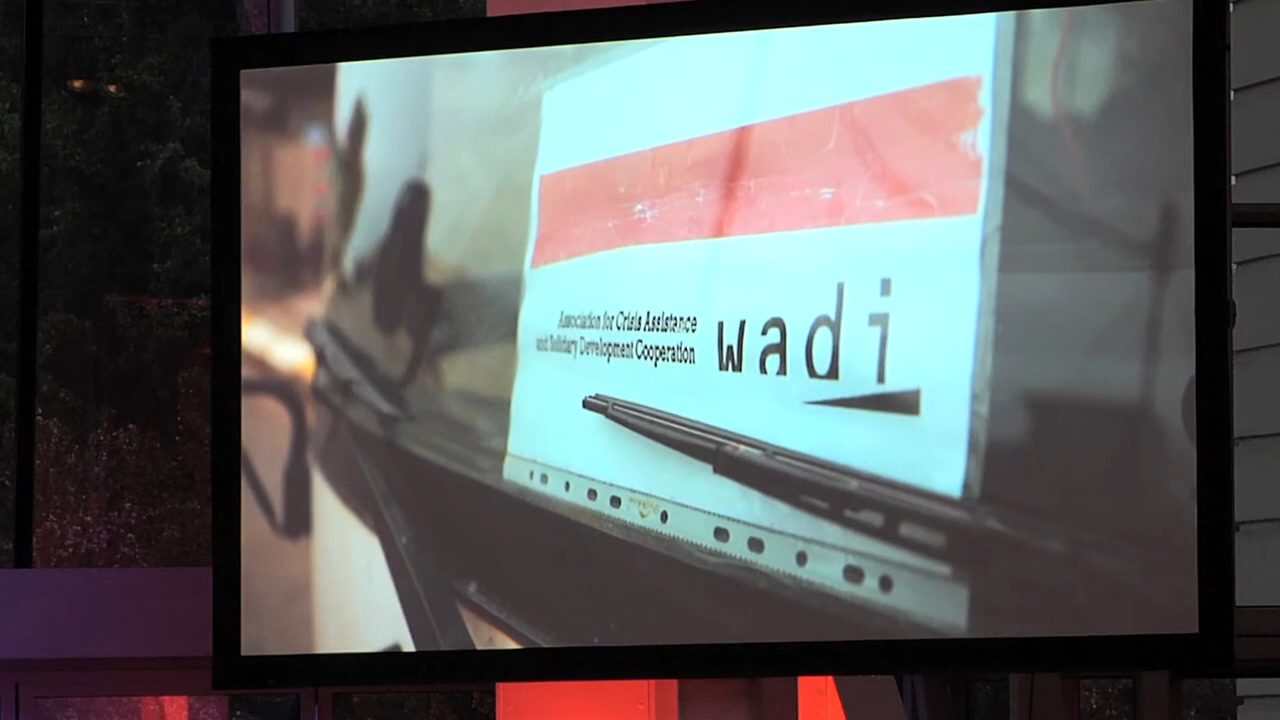 Association for Crisis Assistance
and Solidary Development Cooperation
wadi